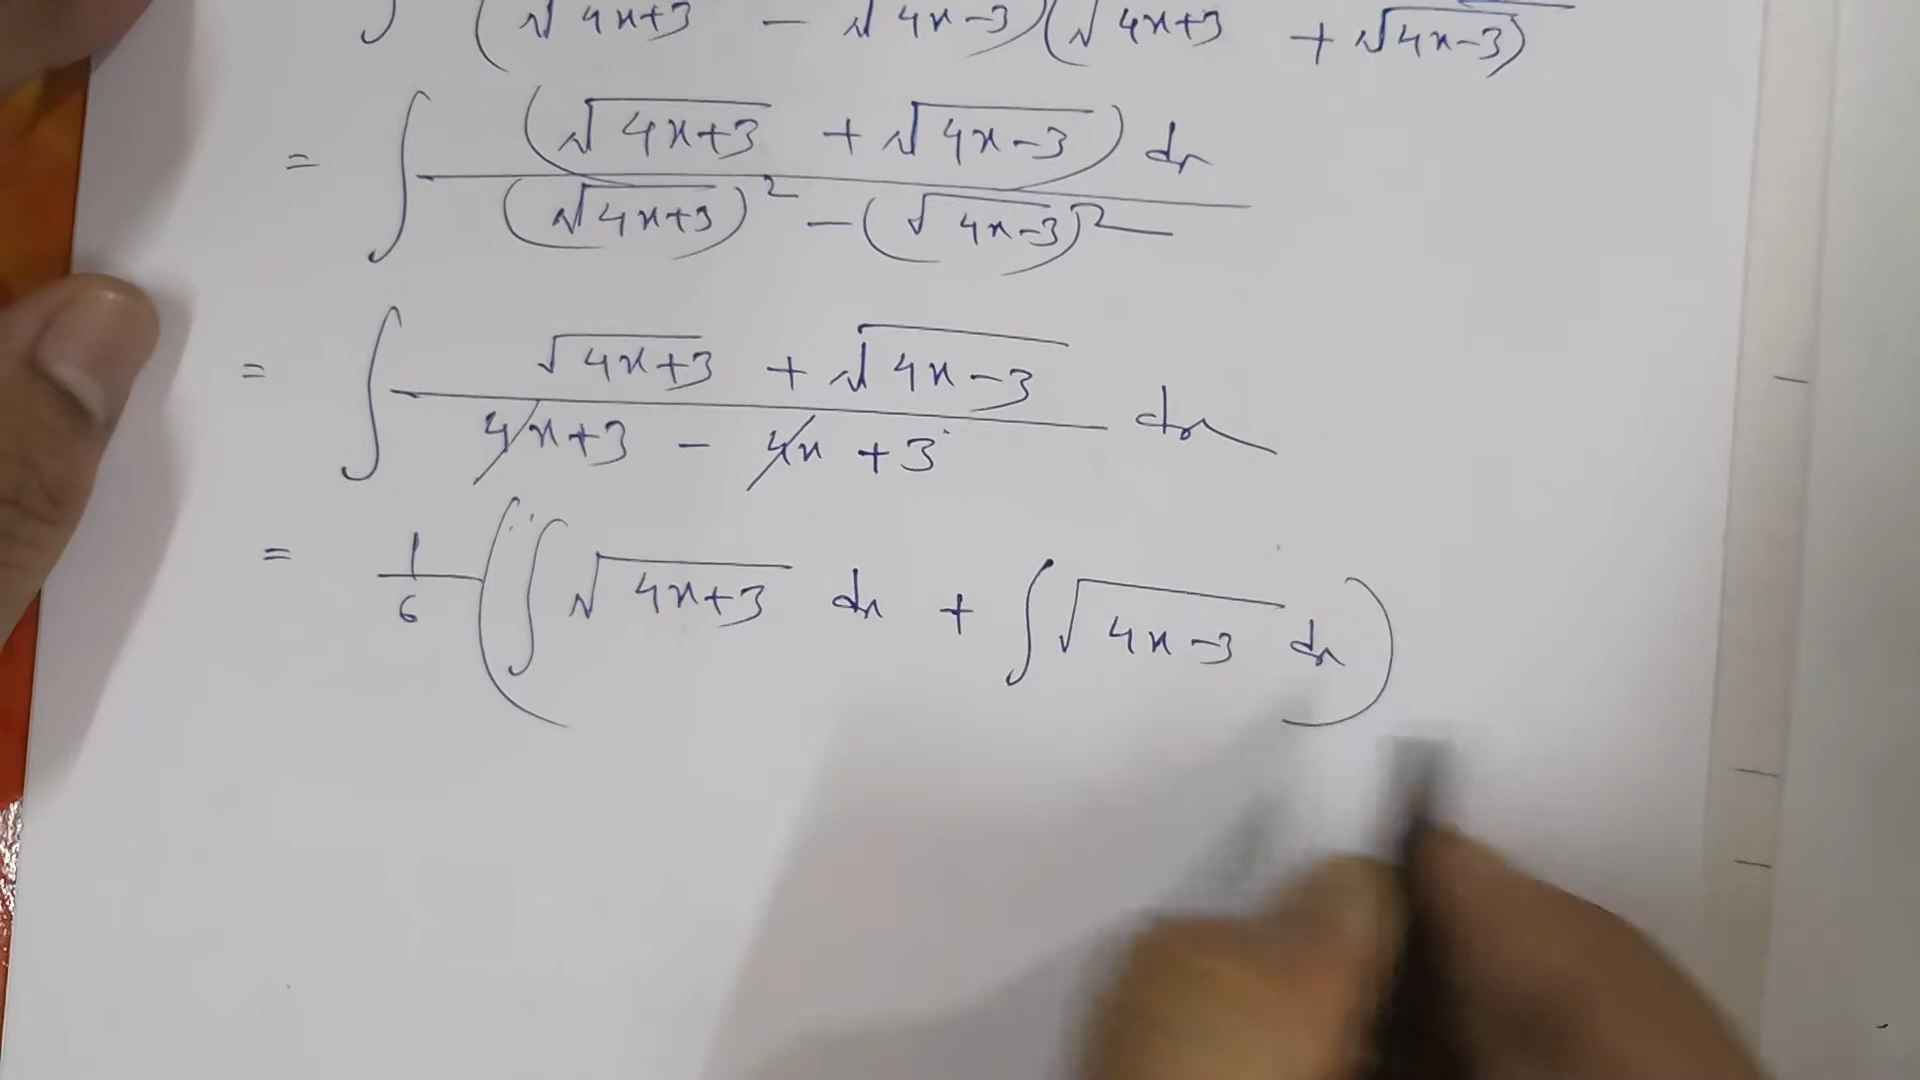 ∫ (√4x+3 - √4x-3)(√4x+3 + √4x-3)
= ∫ (√4x+3 + √4x-3) dx
(√4x+3)² - (√4x-3)²
= ∫ √4x+3 + √4x-3 dx
4x+3 - 4x+3
= 1/6 (∫ √4x+3 dx + ∫ √4x-3 dx)